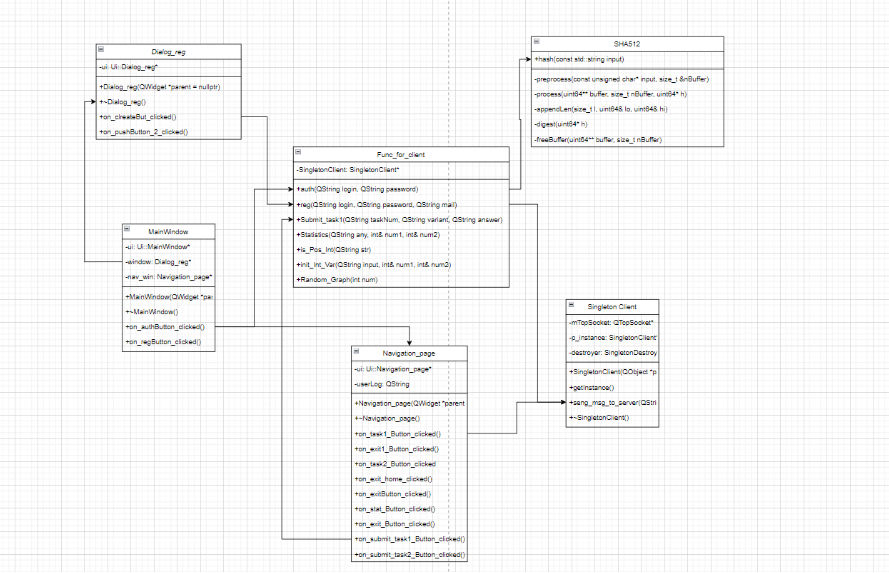 Dialog_reg
-ui: Ui::Dialog_reg*
+Dialog_reg(QWidget *parent = nullptr)
+~Dialog_reg()
+on_clreateBut_clicked()
+on_pushButton_2_clicked()
SHA512
+hash(const std::string input)
-preprocess(const unsigned char* input, size_t &nBuffer)
-process(uint64** buffer, size_t nBuffer, uint64* h)
-appendLen(size_t l, uint64& lo, uint64& hi)
-digest(uint64* h)
-freeBuffer(uint64** buffer, size_t nBuffer)
Func_for_client
-SingletonClient: SingletonClient*
+auth(QString login, QString password)
+reg(QString login, QString password, QString mail)
+Submit_task1(QString taskNum, QString variant, QString answer)
+Statistics(QString any, int& num1, int& num2)
+is_Pos_Int(QString str)
+init_Int_Var(QString input, int& num1, int& num2)
+Random_Graph(int num)
MainWindow
-ui: Ui::MainWindow*
-window: Dialog_reg*
-nav_win: Navigation_page*
+MainWindow(QWidget *par
+~MainWindow()
+on_authButton_clicked()
+on_regButton_clicked()
Singleton Client
-mTcpSocket: QTcpSocket*
-p_instance: SingletonClient*
-destroyer: SingletonDestroy
+SingletonClient(QObject *p
+getInstance()
+seng_msg_to_server(QStri
+~SingletonClient()
Navigation_page
-ui: Ui::Navigation_page*
-userLog: QString
+Navigation_page(QWidget *parent
+~Navigation_page()
+on_task1_Button_clicked()
+on_exit1_Button_clicked()
+on_task2_Button_clicked
+on_exit_home_clicked()
+on_exitButton_clicked()
+on_stat_Button_clicked()
+on_exit_Button_clicked()
+on_submit_task1_Button_clicked()
+on_submit_task2_Button_clicked()